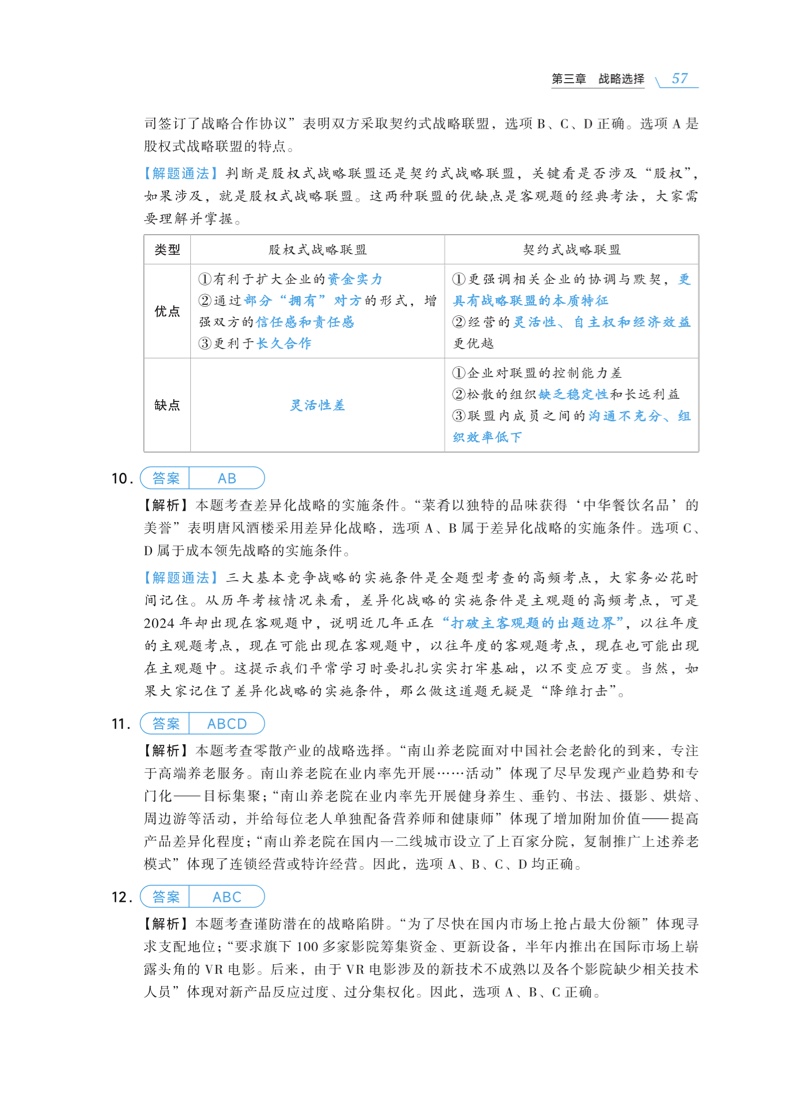 第三章 战略选择 57
司签订了战略合作协议”表明双方采取契约式战略联盟，选项 B、C、D 正确。选项 A 是
股权式战略联盟的特点。
【解题通法】判断是股权式战略联盟还是契约式战略联盟，关键看是否涉及“股权”，
如果涉及，就是股权式战略联盟。这两种联盟的优缺点是客观题的经典考法，大家需
要理解并掌握。
类型 股权式战略联盟 契约式战略联盟
优点
①有利于扩大企业的资金实力
②通过部分“拥有”对方的形式，增
强双方的信任感和责任感
③更利于长久合作
①更强调相关企业的协调与默契，更
具有战略联盟的本质特征
②经营的灵活性、自主权和经济效益
更优越
缺点
灵活性差
①企业对联盟的控制能力差
②松散的组织缺乏稳定性和长远利益
③联盟内成员之间的沟通不充分、组
织效率低下
10. 答案 AB
【解析】本题考查差异化战略的实施条件。“菜肴以独特的品味获得‘中华餐饮名品’的
美誉”表明唐风酒楼采用差异化战略，选项 A、B 属于差异化战略的实施条件。选项 C、
D 属于成本领先战略的实施条件。
【解题通法】三大基本竞争战略的实施条件是全题型考查的高频考点，大家务必花时
间记住。从历年考核情况来看，差异化战略的实施条件是主观题的高频考点，可是
2024 年却出现在客观题中，说明近几年正在“打破主客观题的出题边界”，以往年度
的主观题考点，现在可能出现在客观题中，以往年度的客观题考点，现在也可能出现
在主观题中。这提示我们平常学习时要扎扎实实打牢基础，以不变应万变。当然，如
果大家记住了差异化战略的实施条件，那么做这道题无疑是“降维打击”。
11. 答案 ABCD
【解析】本题考查零散产业的战略选择。“南山养老院面对中国社会老龄化的到来，专注
于高端养老服务。南山养老院在业内率先开展……活动”体现了尽早发现产业趋势和专
门化——目标集聚；“南山养老院在业内率先开展健身养生、垂钓、书法、摄影、烘焙、
周边游等活动，并给每位老人单独配备营养师和健康师”体现了增加附加价值——提高
产品差异化程度；“南山养老院在国内一二线城市设立了上百家分院，复制推广上述养老
模式”体现了连锁经营或特许经营。因此，选项 A、B、C、D 均正确。
12. 答案 ABC
【解析】本题考查谨防潜在的战略陷阱。“为了尽快在国内市场上抢占最大份额”体现寻
求支配地位；“要求旗下 100 多家影院筹集资金、更新设备，半年内推出在国际市场上崭
露头角的 VR 电影。后来，由于 VR 电影涉及的新技术不成熟以及各个影院缺少相关技术
人员”体现对新产品反应过度、过分集权化。因此，选项 A、B、C 正确。